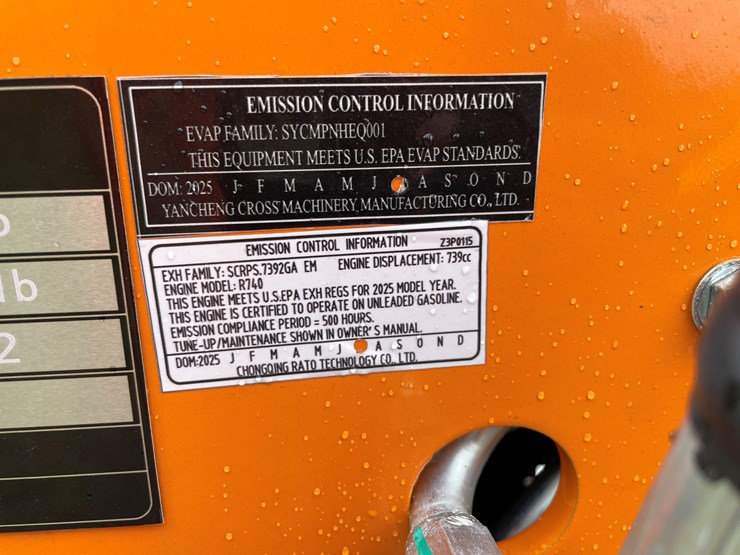 EMISSION CONTROL INFORMATION
EVAP FAMILY: SYCMPNHEQ001
THIS EQUIPMENT MEETS U.S. EPA EVAP STANDARDS.
DOM: 2025 J F M A M J A S O N D
YANCHENG CROSS MACHINERY MANUFACTURING CO., LTD.
EMISSION CONTROL INFORMATION Z3P0115
EXH FAMILY: SCRPS.7392GA EM ENGINE DISPLACEMENT: 739cc
ENGINE MODEL: R740
THIS ENGINE MEETS U.S.EPA EXH REGS FOR 2025 MODEL YEAR.
THIS ENGINE IS CERTIFIED TO OPERATE ON UNLEADED GASOLINE.
EMISSION COMPLIANCE PERIOD = 500 HOURS.
TUNE-UP/MAINTENANCE SHOWN IN OWNER'S MANUAL.
DOM:2025 J F M A M J A S O N D
CHONGQING RATO TECHNOLOGY CO., LTD.
lb
2